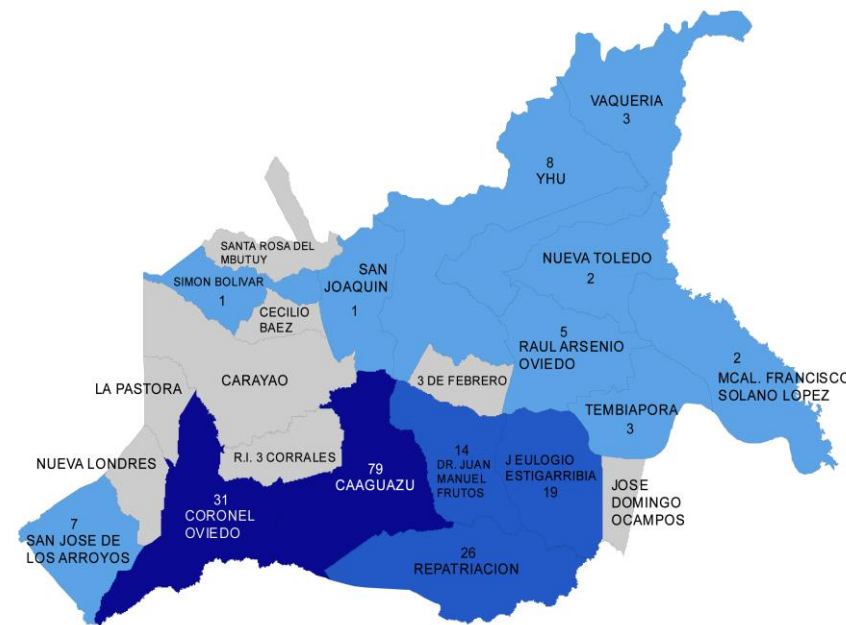 VAQUERIA
3
8
YHU
SANTA ROSA DEL
MBUTUY
SIMON BOLIVAR
1
SAN
JOAQUIN
1
NUEVA TOLEDO
2
CECILIO
BAEZ
5
RAUL ARSENIO
OVIEDO
2
MCAL. FRANCISCO
SOLANO LÓPEZ
LA PASTORA
CARAYAO
3 DE FEBRERO
TEMBIAPORA
3
NUEVA LONDRES
R.I. 3 CORRALES
79
CAAGUAZU
14
DR. JUAN
MANUEL
FRUTOS
J EULOGIO
ESTIGARRIBIA
19
JOSE
DOMINGO
OCAMPOS
31
CORONEL
OVIEDO
7
SAN JOSE DE
LOS ARROYOS
26
REPATRIACION